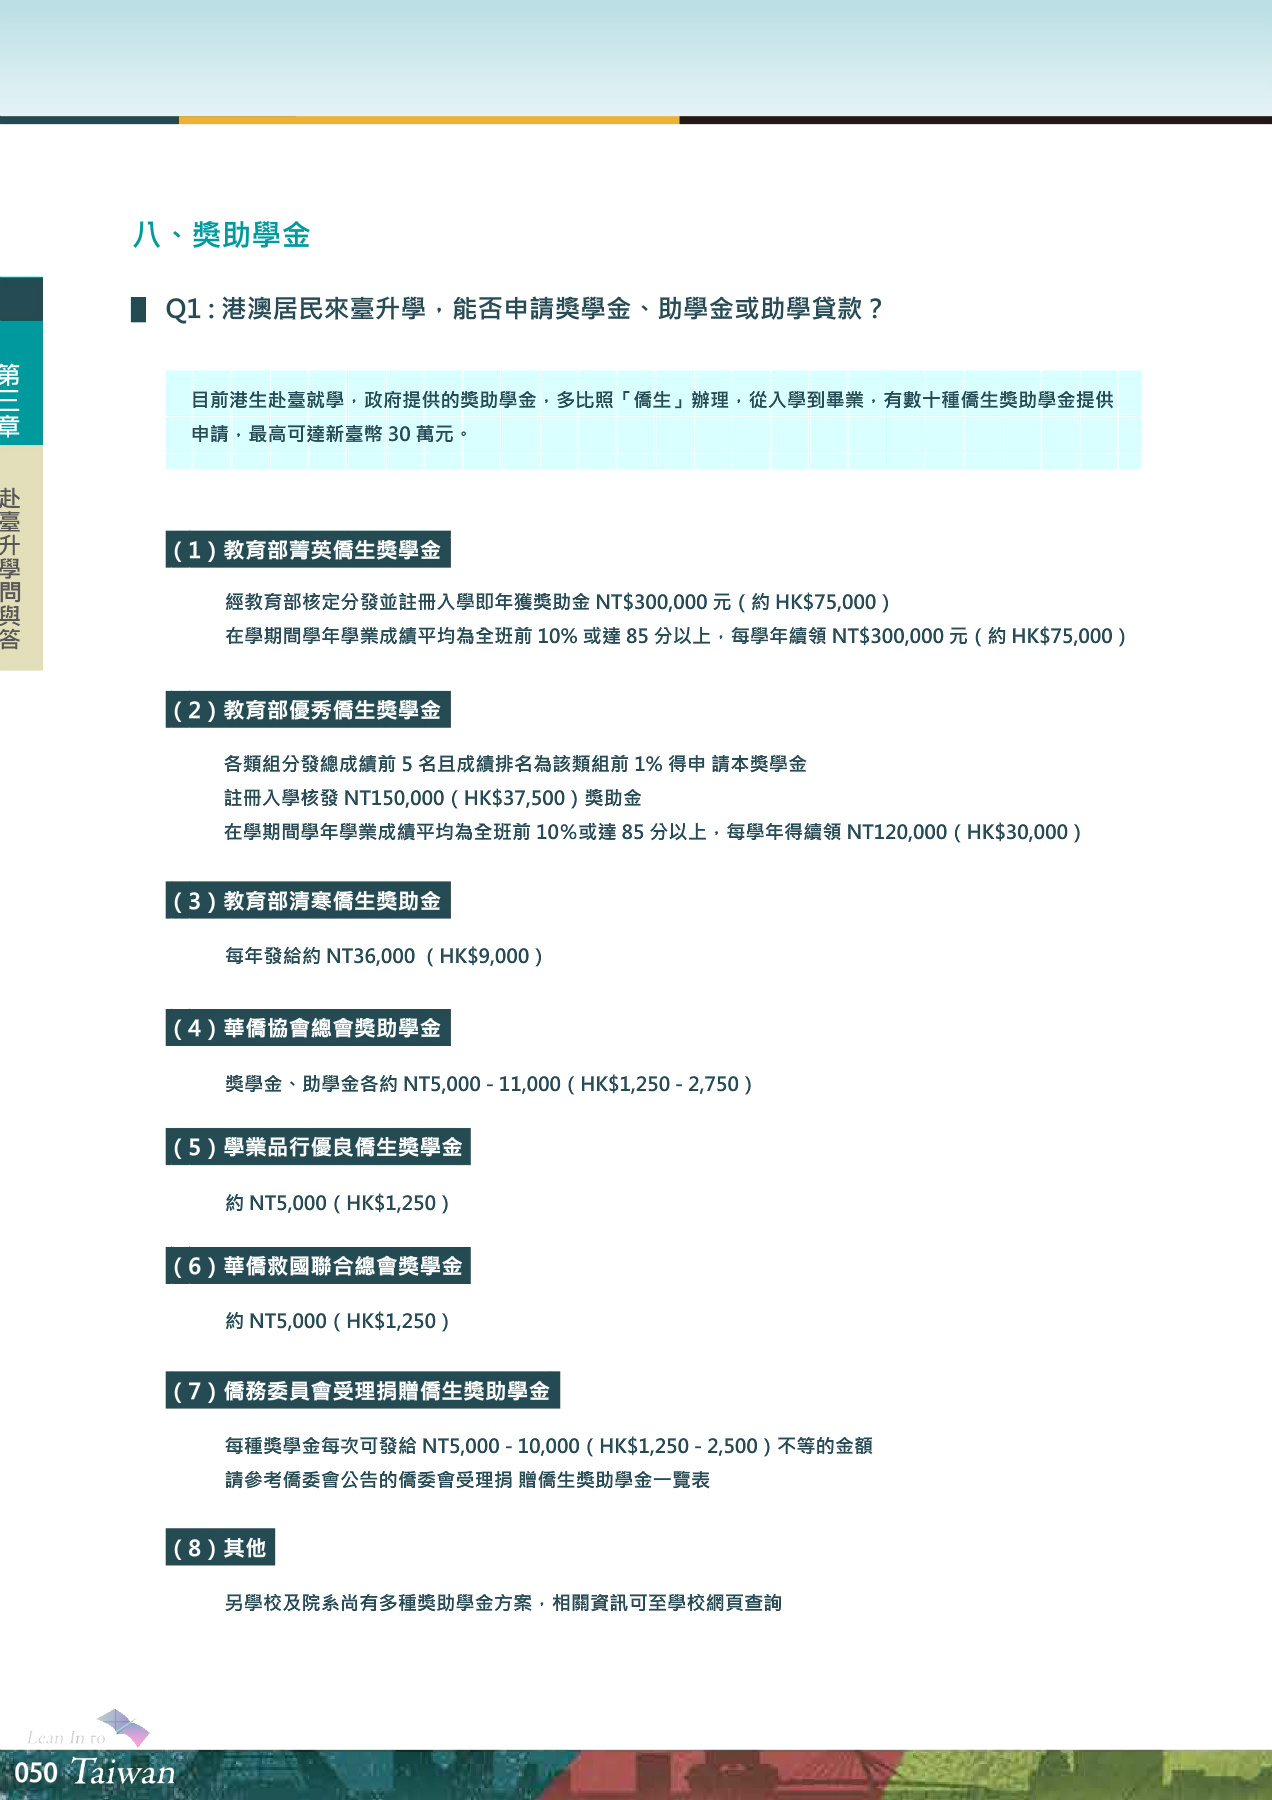 八、獎助學金
Q1 : 港澳居民來臺升學，能否申請獎學金、助學金或助學貸款？
第三章
赴臺升學問與答
目前港生赴臺就學，政府提供的獎助學金，多比照「僑生」辦理，從入學到畢業，有數十種僑生獎助學金提供
申請，最高可達新臺幣 30 萬元。
（1）教育部菁英僑生獎學金
經教育部核定分發並註冊入學即年獲獎助金 NT$300,000 元（約 HK$75,000）
在學期間學年學業成績平均為全班前 10% 或達 85 分以上，每學年續領 NT$300,000 元（約 HK$75,000）
（2）教育部優秀僑生獎學金
各類組分發總成績前 5 名且成績排名為該類組前 1% 得申 請本獎學金
註冊入學核發 NT150,000（HK$37,500）獎助金
在學期間學年學業成績平均為全班前 10%或達 85 分以上，每學年得續領 NT120,000（HK$30,000）
（3）教育部清寒僑生獎助金
每年發給約 NT36,000 （HK$9,000）
（4）華僑協會總會獎助學金
獎學金、助學金各約 NT5,000 - 11,000（HK$1,250 - 2,750）
（5）學業品行優良僑生獎學金
約 NT5,000（HK$1,250）
（6）華僑救國聯合總會獎學金
約 NT5,000（HK$1,250）
（7）僑務委員會受理捐贈僑生獎助學金
每種獎學金每次可發給 NT5,000 - 10,000（HK$1,250 - 2,500）不等的金額
請參考僑委會公告的僑委會受理捐 贈僑生獎助學金一覽表
（8）其他
另學校及院系尚有多種獎助學金方案，相關資訊可至學校網頁查詢
Lean In to
050 Taiwan